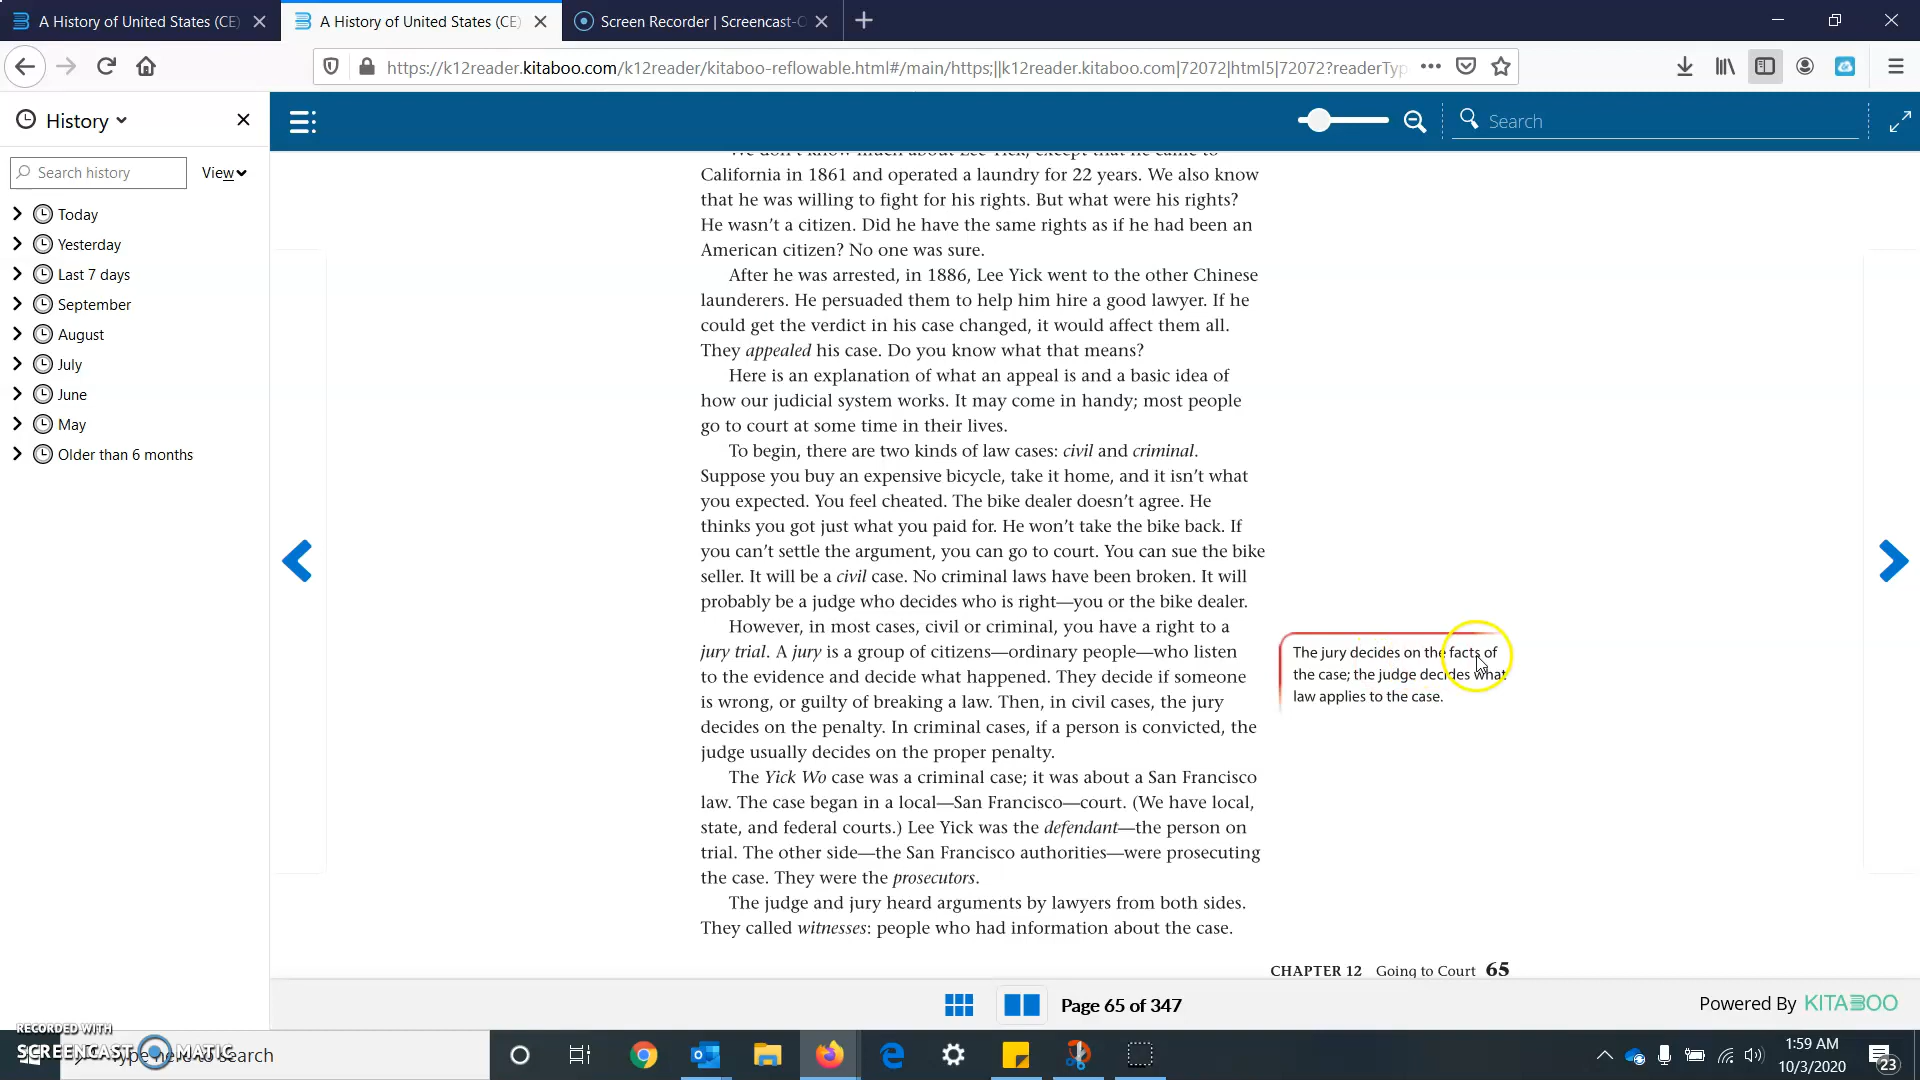 A History of United States (CE)
A History of United States (CE)
Screen Recorder | Screencast-O
https://k12reader.kitaboo.com/k12reader/kitaboo-reflowable.html#/main/https;||k12reader.kitaboo.com|72072|html5|72072?readerTyp
History
Search history
View
Today
Yesterday
Last 7 days
September
August
July
June
May
Older than 6 months
Search
We don't know much about Lee Yick, except that he came to
California in 1861 and operated a laundry for 22 years. We also know
that he was willing to fight for his rights. But what were his rights?
He wasn't a citizen. Did he have the same rights as if he had been an
American citizen? No one was sure.
After he was arrested, in 1886, Lee Yick went to the other Chinese
launderers. He persuaded them to help him hire a good lawyer. If he
could get the verdict in his case changed, it would affect them all.
They appealed his case. Do you know what that means?
Here is an explanation of what an appeal is and a basic idea of
how our judicial system works. It may come in handy; most people
go to court at some time in their lives.
To begin, there are two kinds of law cases: civil and criminal.
Suppose you buy an expensive bicycle, take it home, and it isn't what
you expected. You feel cheated. The bike dealer doesn't agree. He
thinks you got just what you paid for. He won't take the bike back. If
you can't settle the argument, you can go to court. You can sue the bike
seller. It will be a civil case. No criminal laws have been broken. It will
probably be a judge who decides who is right—you or the bike dealer.
However, in most cases, civil or criminal, you have a right to a
jury trial. A jury is a group of citizens—ordinary people—who listen
to the evidence and decide what happened. They decide if someone
is wrong, or guilty of breaking a law. Then, in civil cases, the jury
decides on the penalty. In criminal cases, if a person is convicted, the
judge usually decides on the proper penalty.
The Yick Wo case was a criminal case; it was about a San Francisco
law. The case began in a local—San Francisco—court. (We have local,
state, and federal courts.) Lee Yick was the defendant—the person on
trial. The other side—the San Francisco authorities—were prosecuting
the case. They were the prosecutors.
The judge and jury heard arguments by lawyers from both sides.
They called witnesses: people who had information about the case.
The jury decides on the facts of
the case; the judge decides what
law applies to the case.
CHAPTER 12 Going to Court 65
Page 65 of 347
Powered By KITABOO
RECORDED WITH
SCREENCAST MATIC
Type here to search
1:59 AM
10/3/2020
23